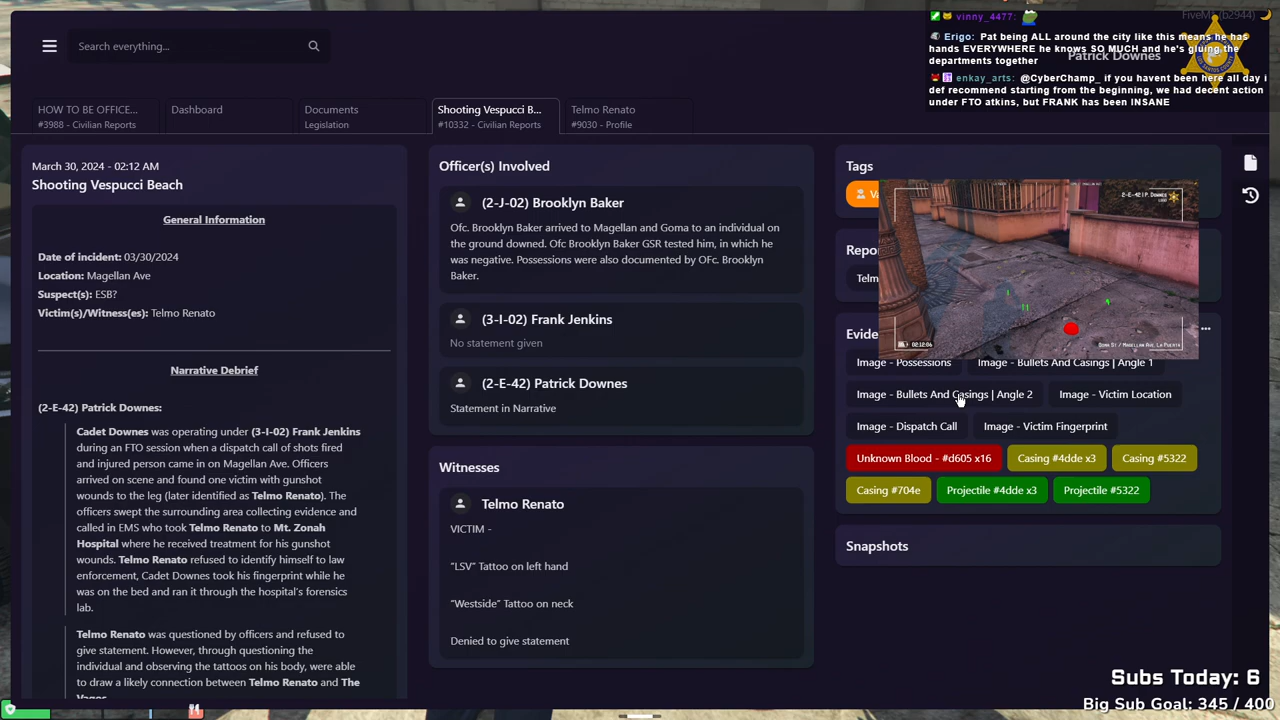 Search everything...
HOW TO BE OFFICE...
#3988 - Civilian Reports
Dashboard
Documents
Legislation
Shooting Vespucci B...
#10332 - Civilian Reports
Telmo Renato
#9030 - Profile
FiveM® (b2944)
Patrick Downes
vinny_4477:
Erigo: Pat being ALL around the city like this means he has
hands EVERYWHERE he knows SO MUCH and he's gluing the
departments together
enkay_arts: @CyberChamp_ if you havent been here all day i
def recommend starting from the beginning, we had decent action
under FTO atkins, but FRANK has been INSANE
March 30, 2024 - 02:12 AM
Shooting Vespucci Beach
General Information
Date of incident: 03/30/2024
Location: Magellan Ave
Suspect(s): ESB?
Victim(s)/Witness(es): Telmo Renato
Narrative Debrief
(2-E-42) Patrick Downes:
Cadet Downes was operating under (3-I-02) Frank Jenkins
during an FTO session when a dispatch call of shots fired
and injured person came in on Magellan Ave. Officers
arrived on scene and found one victim with gunshot
wounds to the leg (later identified as Telmo Renato). The
officers swept the surrounding area collecting evidence and
called in EMS who took Telmo Renato to Mt. Zonah
Hospital where he received treatment for his gunshot
wounds. Telmo Renato refused to identify himself to law
enforcement, Cadet Downes took his fingerprint while he
was on the bed and ran it through the hospital's forensics
lab.
Telmo Renato was questioned by officers and refused to
give statement. However, through questioning the
individual and observing the tattoos on his body, were able
to draw a likely connection between Telmo Renato and The
Vagos
Officer(s) Involved
(2-J-02) Brooklyn Baker
Ofc. Brooklyn Baker arrived to Magellan and Goma to an individual on
the ground downed. Ofc Brooklyn Baker GSR tested him, in which he
was negative. Possessions were also documented by OFc. Brooklyn
Baker.
(3-I-02) Frank Jenkins
No statement given
(2-E-42) Patrick Downes
Statement in Narrative
Witnesses
Telmo Renato
VICTIM -
“LSV” Tattoo on left hand
“Westside” Tattoo on neck
Denied to give statement
Tags
Va
Repor
Telm
Evide
2-E-42 | P. Downes
02:12:06
Goma St / Magellan Ave, La Puerta
Image - Possessions
Image - Bullets And Casings | Angle 1
Image - Bullets And Casings | Angle 2
Image - Victim Location
Image - Dispatch Call
Image - Victim Fingerprint
Unknown Blood - #d605 x16
Casing #4dde x3
Casing #5322
Casing #704e
Projectile #4dde x3
Projectile #5322
Snapshots
Subs Today: 6
Big Sub Goal: 345 / 400